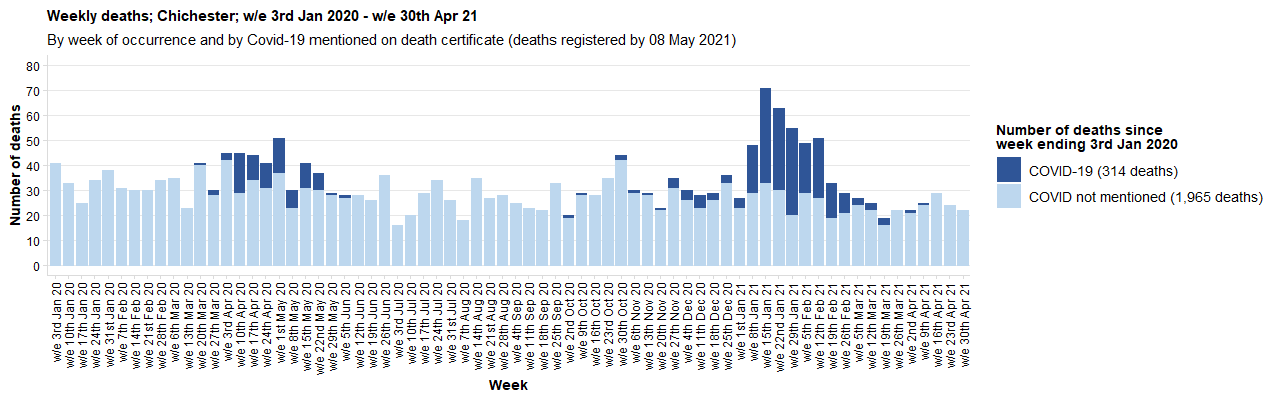 Weekly deaths; Chichester; w/e 3rd Jan 2020 - w/e 30th Apr 21
By week of occurrence and by Covid-19 mentioned on death certificate (deaths registered by 08 May 2021)
Number of deaths
80
70
60
50
40
30
20
10
0
w/e 3rd Jan 20
w/e 10th Jan 20
w/e 17th Jan 20
w/e 24th Jan 20
w/e 31st Jan 20
w/e 7th Feb 20
w/e 14th Feb 20
w/e 21st Feb 20
w/e 28th Feb 20
w/e 6th Mar 20
w/e 13th Mar 20
w/e 20th Mar 20
w/e 27th Mar 20
w/e 3rd Apr 20
w/e 10th Apr 20
w/e 17th Apr 20
w/e 24th Apr 20
w/e 1st May 20
w/e 8th May 20
w/e 15th May 20
w/e 22nd May 20
w/e 29th May 20
w/e 5th Jun 20
w/e 12th Jun 20
w/e 19th Jun 20
w/e 26th Jun 20
w/e 3rd Jul 20
w/e 10th Jul 20
w/e 17th Jul 20
w/e 24th Jul 20
w/e 31st Jul 20
w/e 7th Aug 20
w/e 14th Aug 20
w/e 21st Aug 20
w/e 28th Aug 20
w/e 4th Sep 20
w/e 11th Sep 20
w/e 18th Sep 20
w/e 25th Sep 20
w/e 2nd Oct 20
w/e 9th Oct 20
w/e 16th Oct 20
w/e 23rd Oct 20
w/e 30th Oct 20
w/e 6th Nov 20
w/e 13th Nov 20
w/e 20th Nov 20
w/e 27th Nov 20
w/e 4th Dec 20
w/e 11th Dec 20
w/e 18th Dec 20
w/e 25th Dec 20
w/e 1st Jan 21
w/e 8th Jan 21
w/e 15th Jan 21
w/e 22nd Jan 21
w/e 29th Jan 21
w/e 5th Feb 21
w/e 12th Feb 21
w/e 19th Feb 21
w/e 26th Feb 21
w/e 5th Mar 21
w/e 12th Mar 21
w/e 19th Mar 21
w/e 26th Mar 21
w/e 2nd Apr 21
w/e 9th Apr 21
w/e 16th Apr 21
w/e 23rd Apr 21
w/e 30th Apr 21
Week
Number of deaths since
week ending 3rd Jan 2020
COVID-19 (314 deaths)
COVID not mentioned (1,965 deaths)